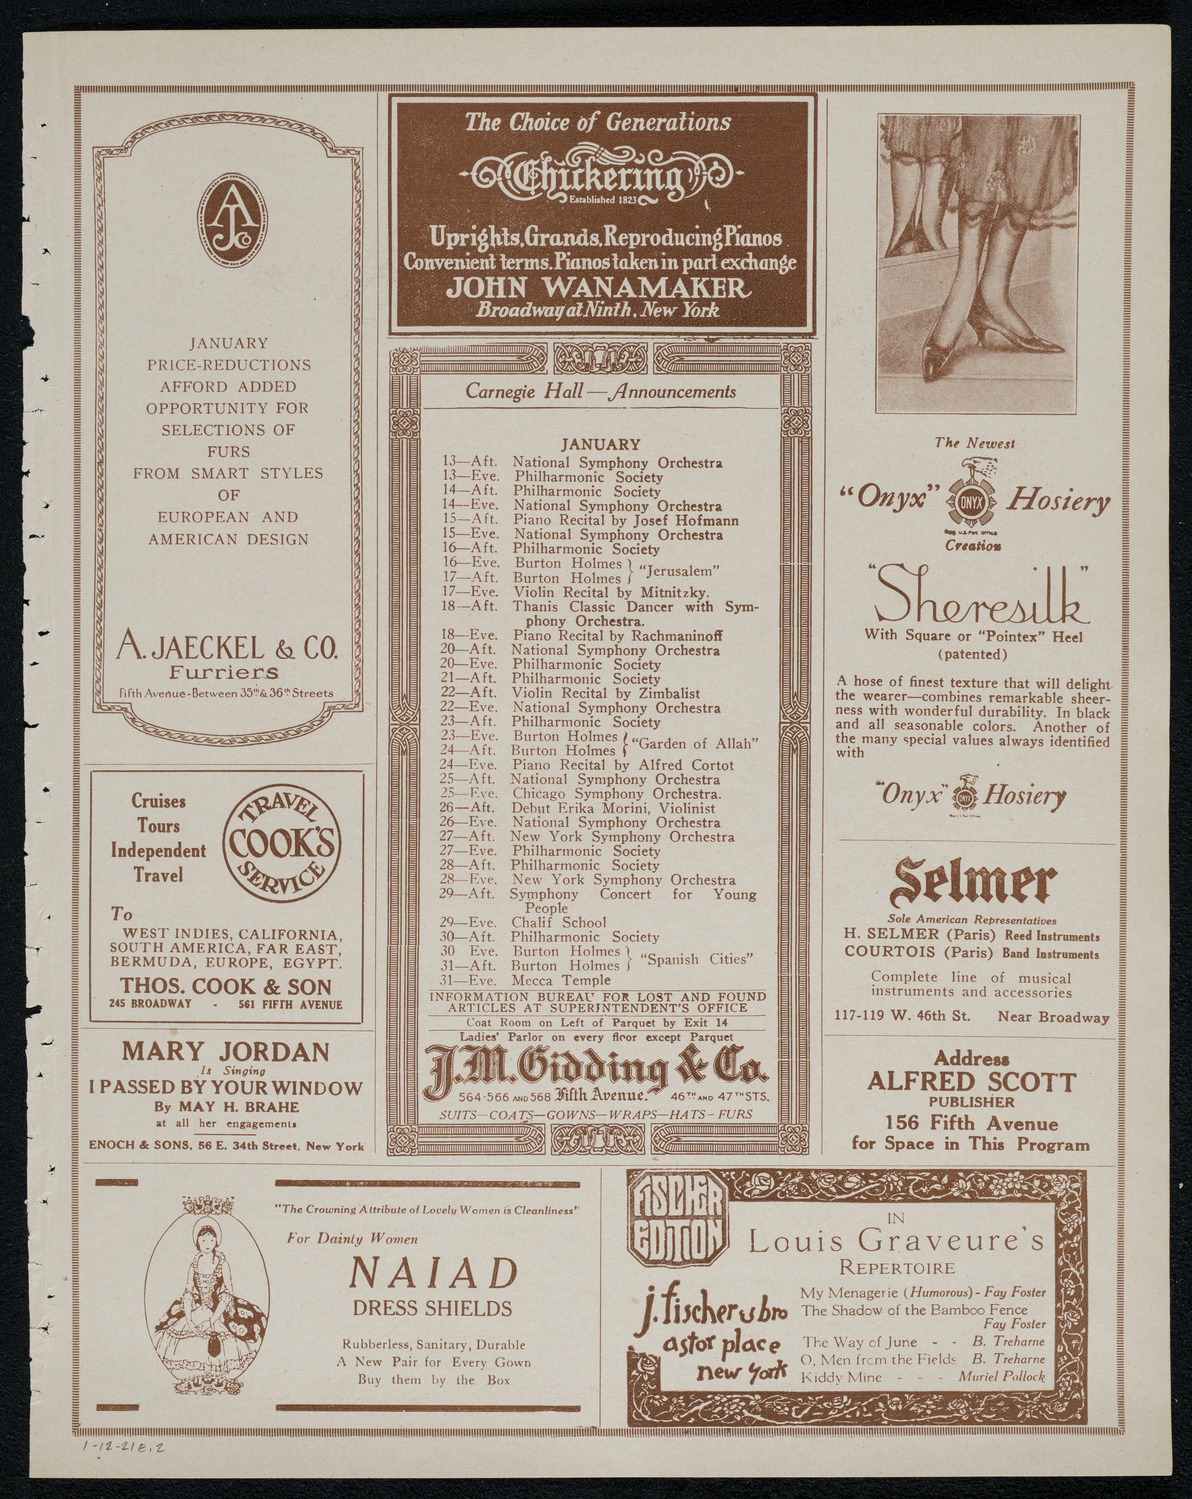 AJCo
JANUARY
PRICE-REDUCTIONS
AFFORD ADDED
OPPORTUNITY FOR
SELECTIONS OF
FURS
FROM SMART STYLES
OF
EUROPEAN AND
AMERICAN DESIGN
A. JAECKEL & CO.
Furriers
Fifth Avenue-Between 35th & 36th Streets
Cruises
Tours
Independent
Travel
TRAVEL
COOK'S
SERVICE
To
WEST INDIES, CALIFORNIA,
SOUTH AMERICA, FAR EAST,
BERMUDA, EUROPE, EGYPT.
THOS. COOK & SON
245 BROADWAY - 561 FIFTH AVENUE
MARY JORDAN
Is Singing
I PASSED BY YOUR WINDOW
By MAY H. BRAHE
at all her engagements
ENOCH & SONS, 56 E. 34th Street, New York
The Choice of Generations
Chickering
Established 1823
Uprights, Grands, Reproducing Pianos
Convenient terms. Pianos taken in part exchange
JOHN WANAMAKER
Broadway at Ninth, New York
Carnegie Hall—Announcements
JANUARY
13—Aft. National Symphony Orchestra
13—Eve. Philharmonic Society
14—Aft. Philharmonic Society
14—Eve. National Symphony Orchestra
15—Aft. Piano Recital by Josef Hofmann
15—Eve. National Symphony Orchestra
16—Aft. Philharmonic Society
16—Eve. Burton Holmes } "Jerusalem"
17—Aft. Burton Holmes
17—Eve. Violin Recital by Mitnitzky.
18—Aft. Thanis Classic Dancer with Sym-
phony Orchestra.
18—Eve. Piano Recital by Rachmaninoff
20—Aft. National Symphony Orchestra
20—Eve. Philharmonic Society
21—Aft. Philharmonic Society
22—Aft. Violin Recital by Zimbalist
22—Eve. National Symphony Orchestra
23—Aft. Philharmonic Society
23—Eve. Burton Holmes { "Garden of Allah"
24—Aft. Burton Holmes
24—Eve. Piano Recital by Alfred Cortot
25—Aft. National Symphony Orchestra
25—Eve. Chicago Symphony Orchestra.
26—Aft. Debut Erika Morini, Violinist
26—Eve. National Symphony Orchestra
27—Aft. New York Symphony Orchestra
27—Eve. Philharmonic Society
28—Aft. Philharmonic Society
28—Eve. New York Symphony Orchestra
29—Aft. Symphony Concert for Young
People
29—Eve. Chalif School
30—Aft. Philharmonic Society
30 Eve. Burton Holmes } "Spanish Cities"
31—Aft. Burton Holmes
31—Eve. Mecca Temple
INFORMATION BUREAU FOR LOST AND FOUND
ARTICLES AT SUPERINTENDENT'S OFFICE
Coat Room on Left of Parquet by Exit 14
Ladies' Parlor on every floor except Parquet
J.M. Gidding & Co.
564-566 AND 568 Fifth Avenue. 46TH AND 47TH STS.
SUITS—COATS—GOWNS—WRAPS—HATS—FURS
The Newest
"Onyx" ONYX Hosiery
Reg. U.S. Pat. Office
Creation
"Sheresilk"
With Square or "Pointex" Heel
(patented)
A hose of finest texture that will delight
the wearer—combines remarkable sheer-
ness with wonderful durability. In black
and all seasonable colors. Another of
the many special values always identified
with
"Onyx" Hosiery
Selmer
Sole American Representatives
H. SELMER (Paris) Reed Instruments
COURTOIS (Paris) Band Instruments
Complete line of musical
instruments and accessories
117-119 W. 46th St. Near Broadway
Address
ALFRED SCOTT
PUBLISHER
156 Fifth Avenue
for Space in This Program
"The Crowning Attribute of Lovely Women is Cleanliness"
For Dainty Women
NAIAD
DRESS SHIELDS
Rubberless, Sanitary, Durable
A New Pair for Every Gown
Buy them by the Box
FISCHER
EDITION
j. fischer & bro
astor place
new york
IN
Louis Graveure's
REPERTOIRE
My Menagerie (Humorous) - Fay Foster
The Shadow of the Bamboo Fence
Fay Foster
The Way of June - - B. Treharne
O, Men from the Fields B. Treharne
Kiddy Mine - - - Muriel Pollock
1-12-21E.2